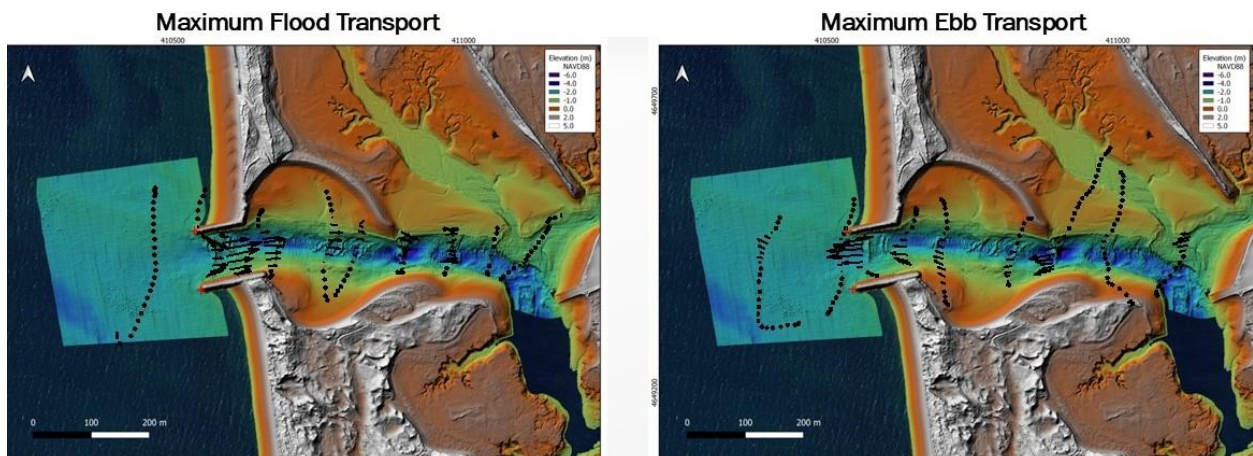 Maximum Flood Transport
410500
411000
Elevation (m)
NAVD88
-6.0
-4.0
-2.0
-1.0
0.0
2.0
5.0
0 100 200 m
Maximum Ebb Transport
410500
411000
4649700
4649200
Elevation (m)
NAVD88
-6.0
-4.0
-2.0
-1.0
0.0
2.0
5.0
0 100 200 m